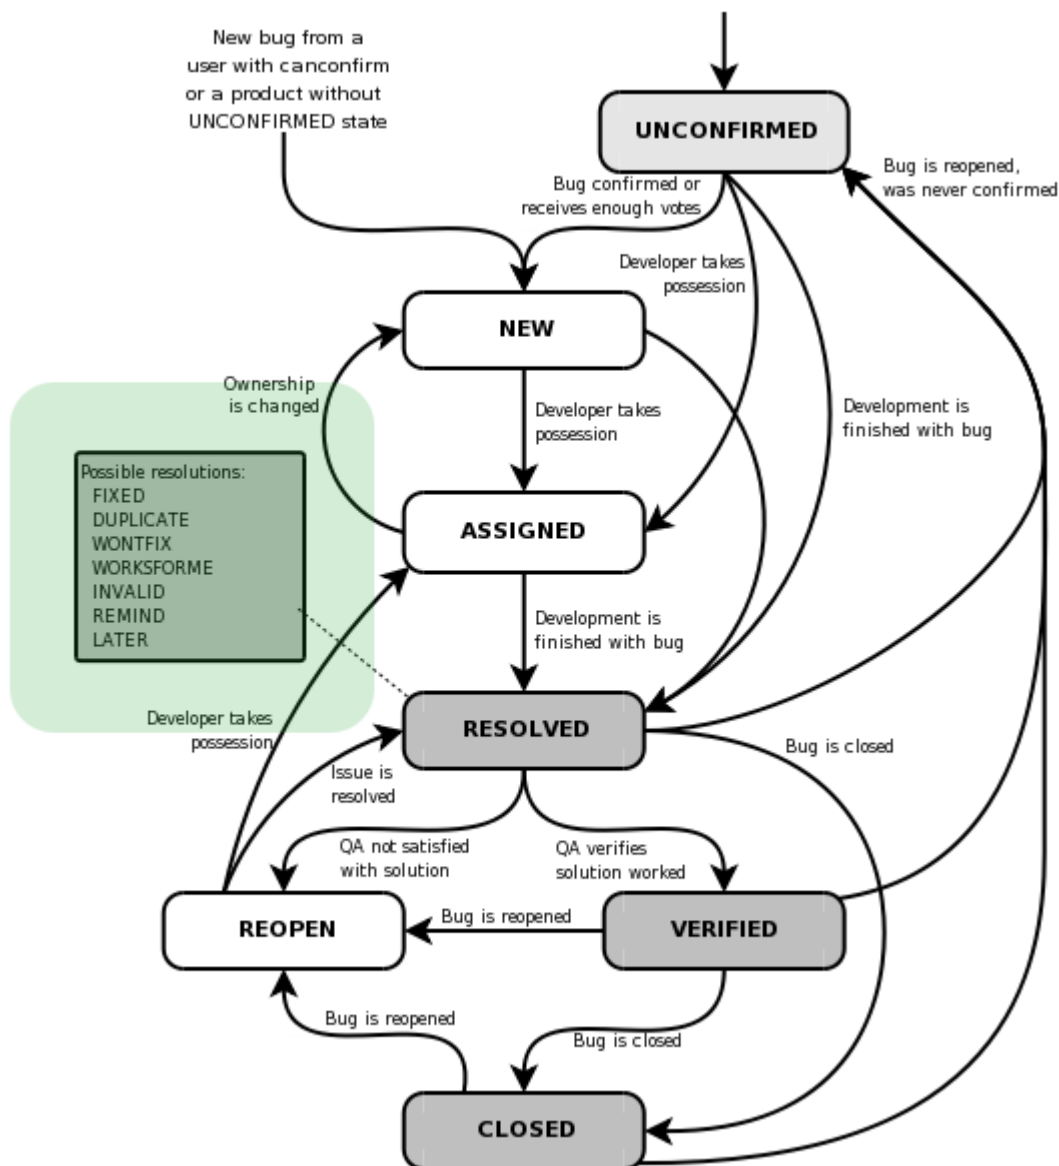 New bug from a
user with canconfirm
or a product without
UNCONFIRMED state
UNCONFIRMED
Bug is reopened,
was never confirmed
Bug confirmed or
receives enough votes
Developer takes
possession
NEW
Ownership
is changed
Developer takes
possession
Development is
finished with bug
Possible resolutions:
FIXED
DUPLICATE
WONTFIX
WORKSFORME
INVALID
REMIND
LATER
ASSIGNED
Development is
finished with bug
Developer takes
possession
RESOLVED
Bug is closed
Issue is
resolved
QA not satisfied
with solution
QA verifies
solution worked
REOPEN
Bug is reopened
VERIFIED
Bug is reopened
Bug is closed
CLOSED